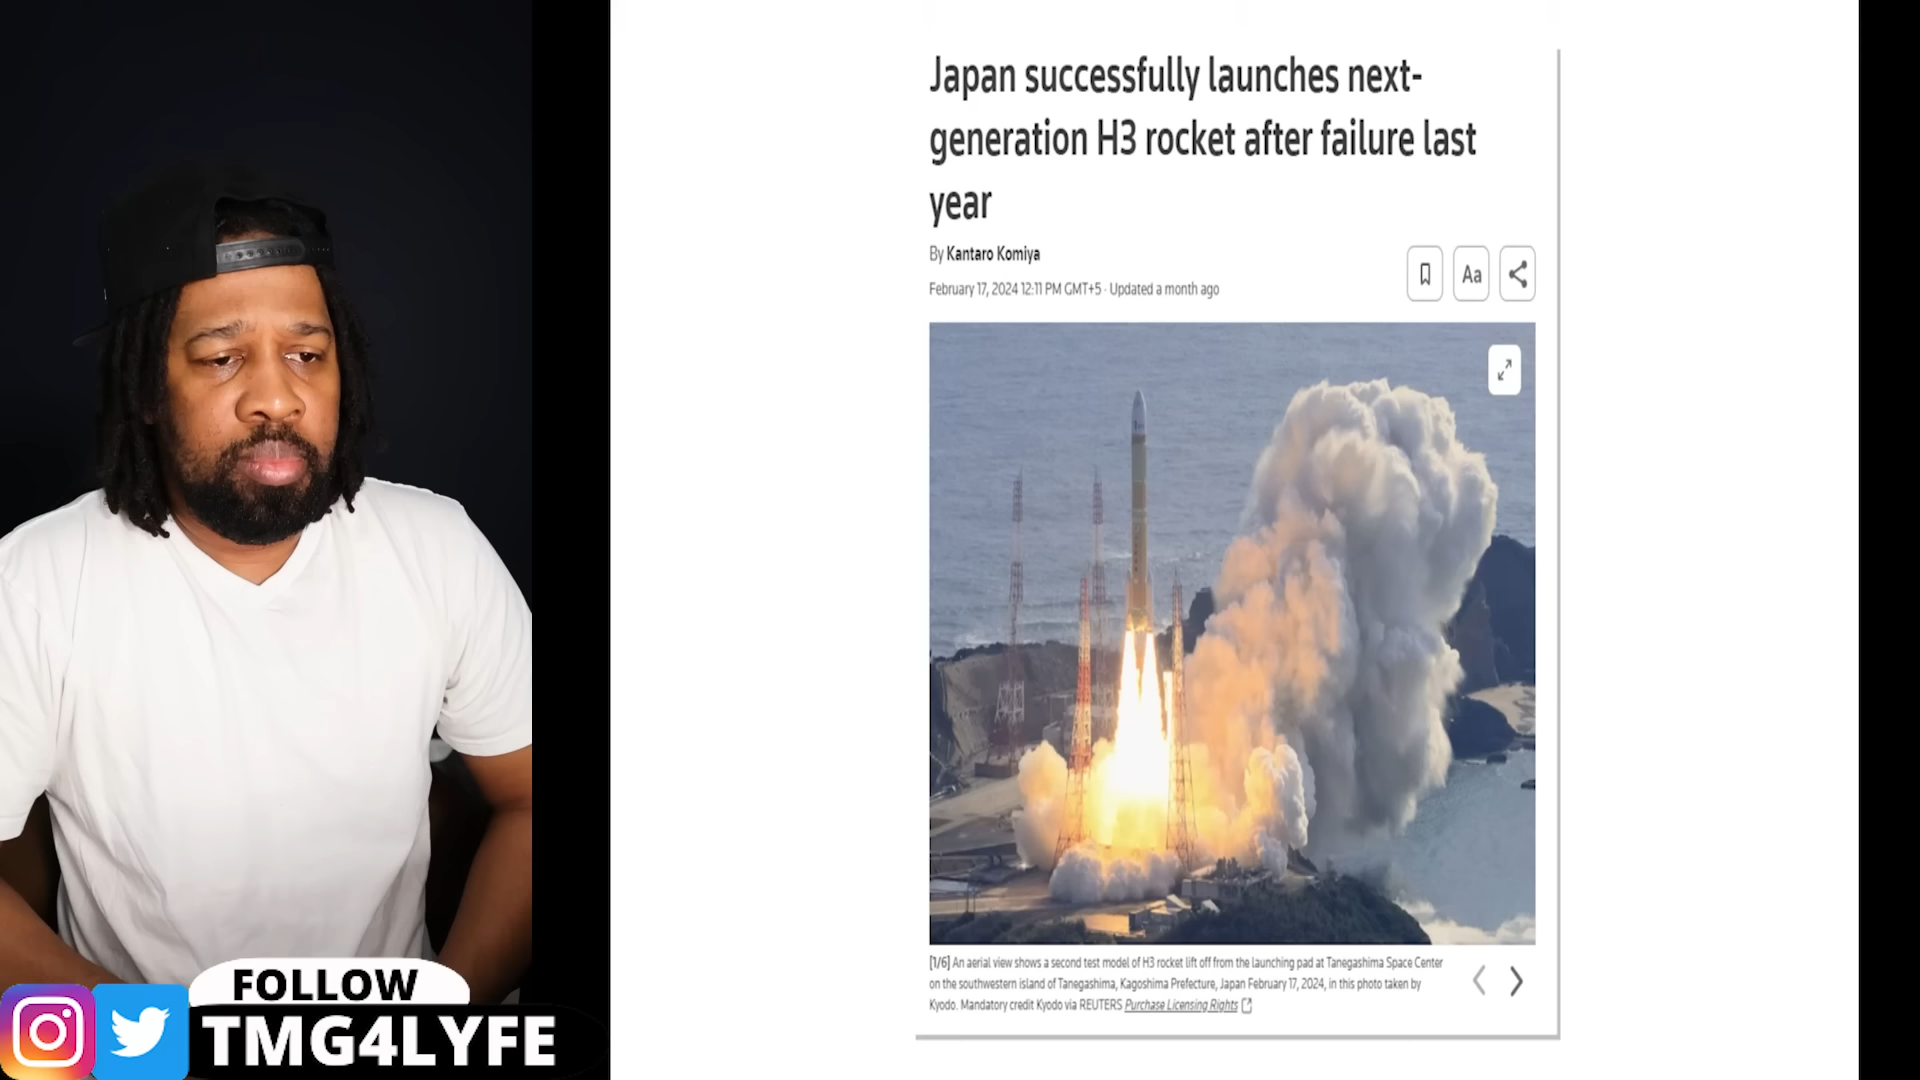 Japan successfully launches next-
generation H3 rocket after failure last
year
By Kantaro Komiya
February 17, 2024 12:11 PM GMT+5 · Updated a month ago
Aa
[1/6] An aerial view shows a second test model of H3 rocket lift off from the launching pad at Tanegashima Space Center
on the southwestern island of Tanegashima, Kagoshima Prefecture, Japan February 17, 2024, in this photo taken by
Kyodo. Mandatory credit Kyodo via REUTERS Purchase Licensing Rights
FOLLOW
TMG4LYFE